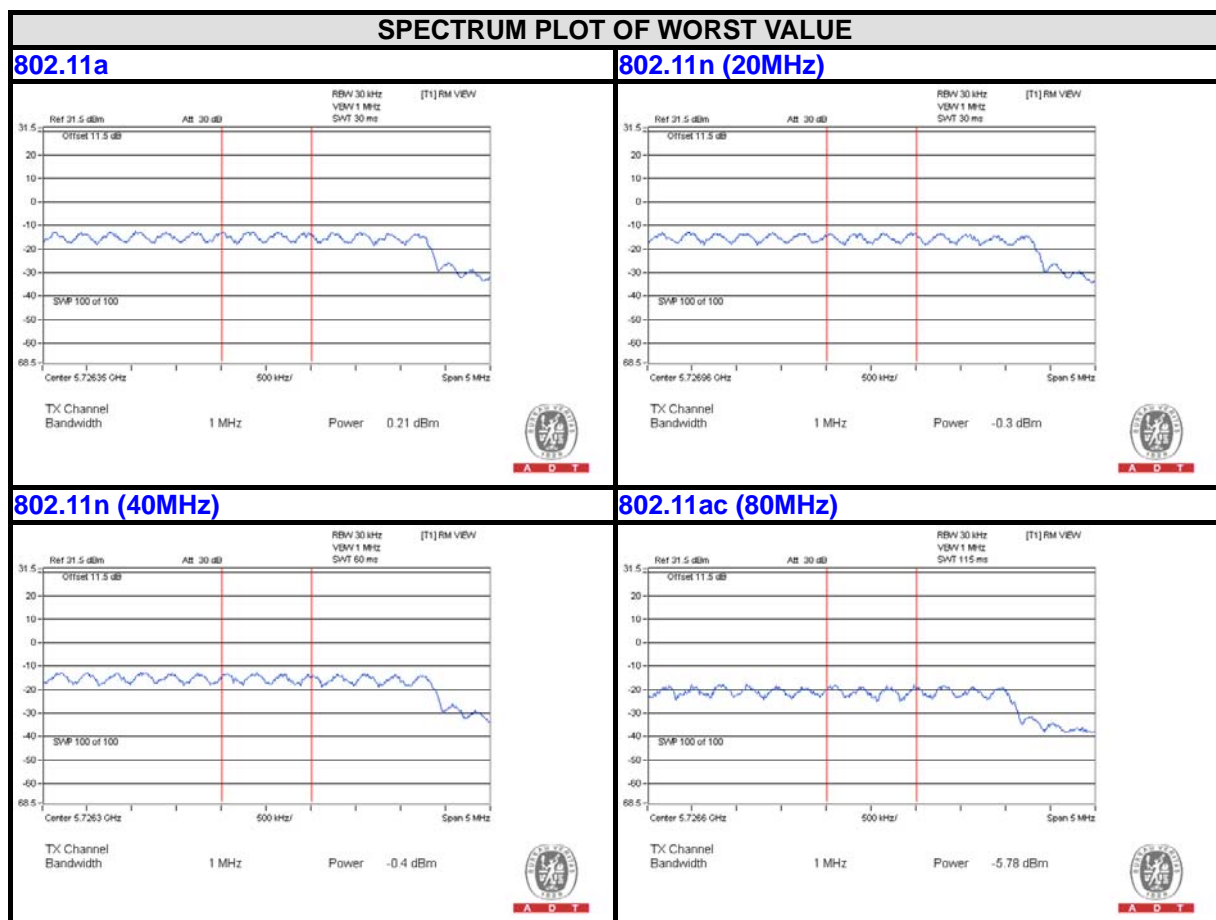 SPECTRUM PLOT OF WORST VALUE
802.11a
RBW 30 kHz [T1] RM VIEW
VBW 1 MHz
Ref 31.5 dBm Att 30 dB SWT 30 ms
31.5
Offset 11.5 dB
20
10
0
-10
-20
-30
-40
SWP 100 of 100
-50
-60
68.5
Center 5.72635 GHz 500 kHz/ Span 5 MHz
TX Channel
Bandwidth 1 MHz Power 0.21 dBm
A D T
802.11n (20MHz)
RBW 30 kHz [T1] RM VIEW
VBW 1 MHz
Ref 31.5 dBm Att 30 dB SWT 30 ms
31.5
Offset 11.5 dB
20
10
0
-10
-20
-30
-40
SWP 100 of 100
-50
-60
68.5
Center 5.72696 GHz 500 kHz/ Span 5 MHz
TX Channel
Bandwidth 1 MHz Power -0.3 dBm
A D T
802.11n (40MHz)
RBW 30 kHz [T1] RM VIEW
VBW 1 MHz
Ref 31.5 dBm Att 30 dB SWT 60 ms
31.5
Offset 11.5 dB
20
10
0
-10
-20
-30
-40
SWP 100 of 100
-50
-60
68.5
Center 5.7263 GHz 500 kHz/ Span 5 MHz
TX Channel
Bandwidth 1 MHz Power -0.4 dBm
A D T
802.11ac (80MHz)
RBW 30 kHz [T1] RM VIEW
VBW 1 MHz
Ref 31.5 dBm Att 30 dB SWT 115 ms
31.5
Offset 11.5 dB
20
10
0
-10
-20
-30
-40
SWP 100 of 100
-50
-60
68.5
Center 5.7266 GHz 500 kHz/ Span 5 MHz
TX Channel
Bandwidth 1 MHz Power -5.78 dBm
A D T